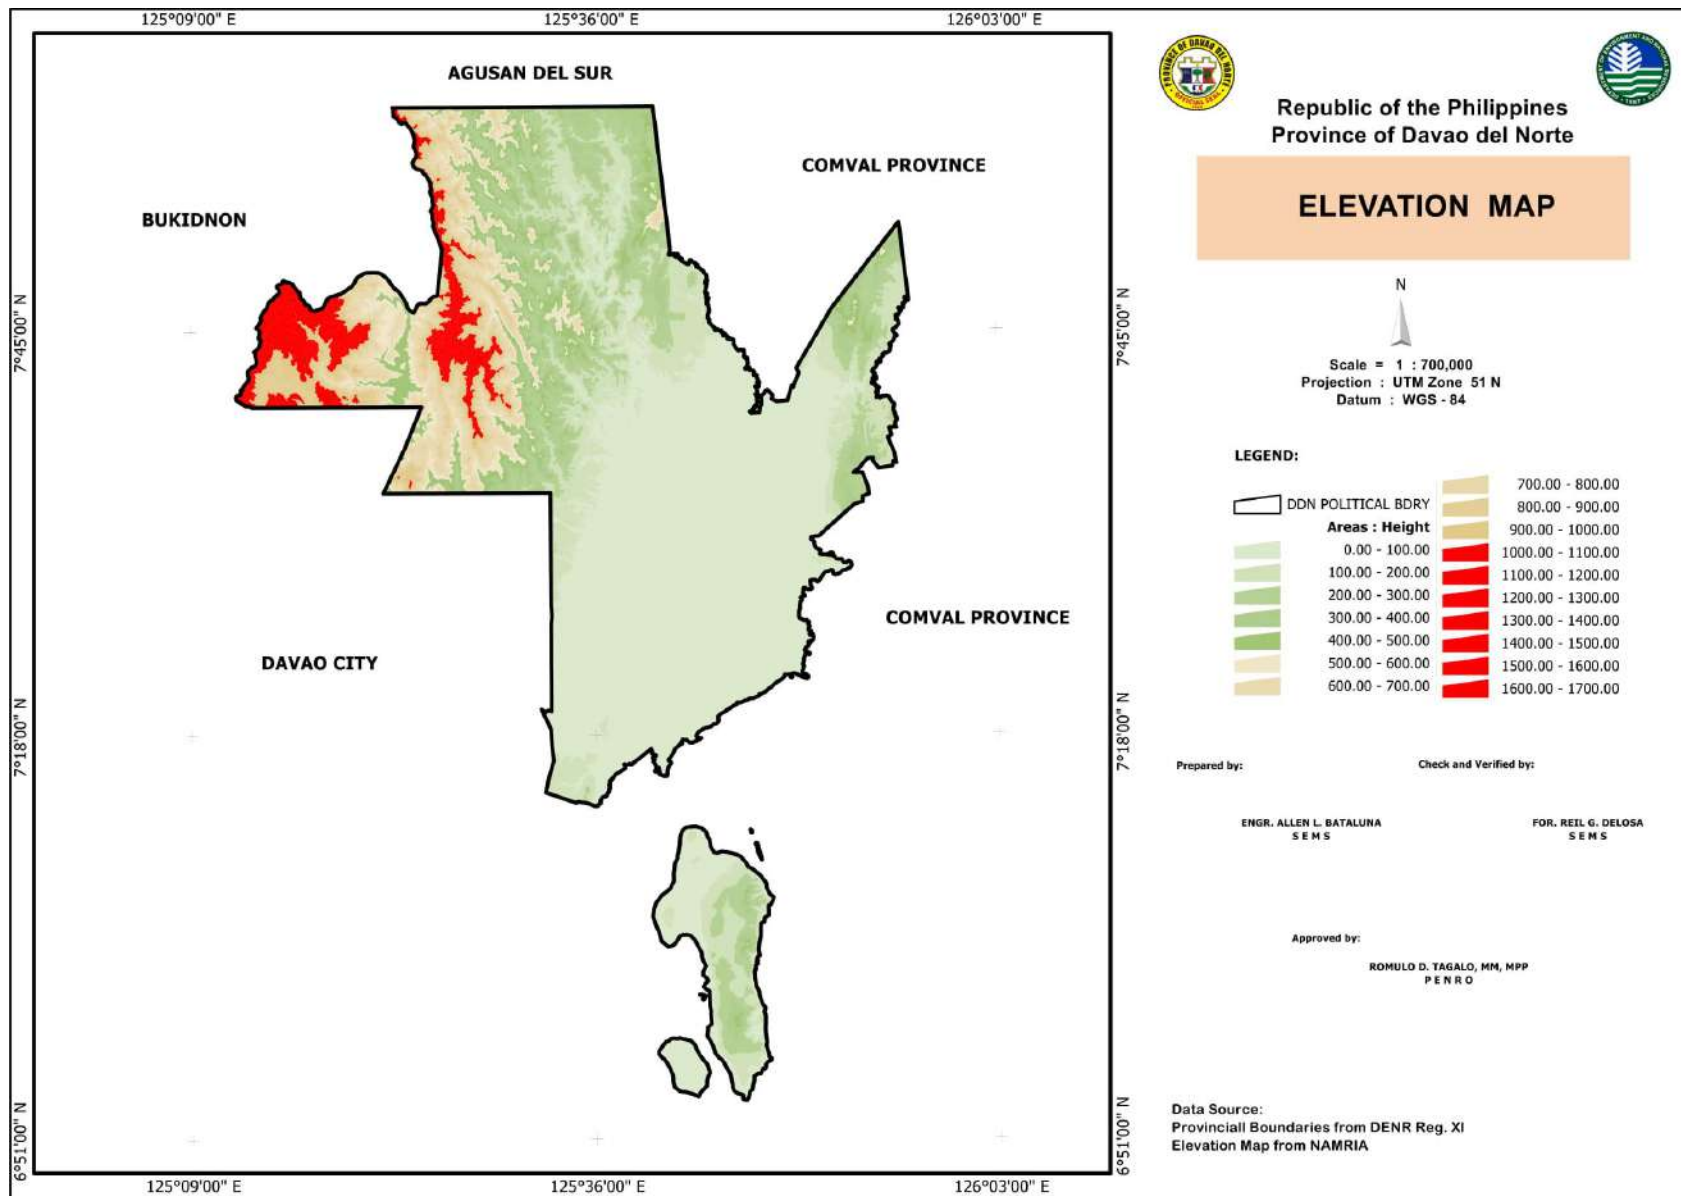 125°09'00" E
125°36'00" E
126°03'00" E
AGUSAN DEL SUR
COMVAL PROVINCE
BUKIDNON
7°45'00" N
7°45'00" N
COMVAL PROVINCE
DAVAO CITY
7°18'00" N
7°18'00" N
6°51'00" N
6°51'00" N
125°09'00" E
125°36'00" E
126°03'00" E
PROVINCE OF DAVAO DEL NORTE
OFFICIAL SEAL
Republic of the Philippines
Province of Davao del Norte
ELEVATION MAP
N
Scale = 1 : 700,000
Projection : UTM Zone 51 N
Datum : WGS - 84
LEGEND:
DDN POLITICAL BDRY
Areas : Height
0.00 - 100.00
100.00 - 200.00
200.00 - 300.00
300.00 - 400.00
400.00 - 500.00
500.00 - 600.00
600.00 - 700.00
700.00 - 800.00
800.00 - 900.00
900.00 - 1000.00
1000.00 - 1100.00
1100.00 - 1200.00
1200.00 - 1300.00
1300.00 - 1400.00
1400.00 - 1500.00
1500.00 - 1600.00
1600.00 - 1700.00
Prepared by:
ENGR. ALLEN L. BATALUNA
S E M S
Check and Verified by:
FOR. REIL G. DELOSA
S E M S
Approved by:
ROMULO D. TAGALO, MM, MPP
P E N R O
Data Source:
Provinciall Boundaries from DENR Reg. XI
Elevation Map from NAMRIA